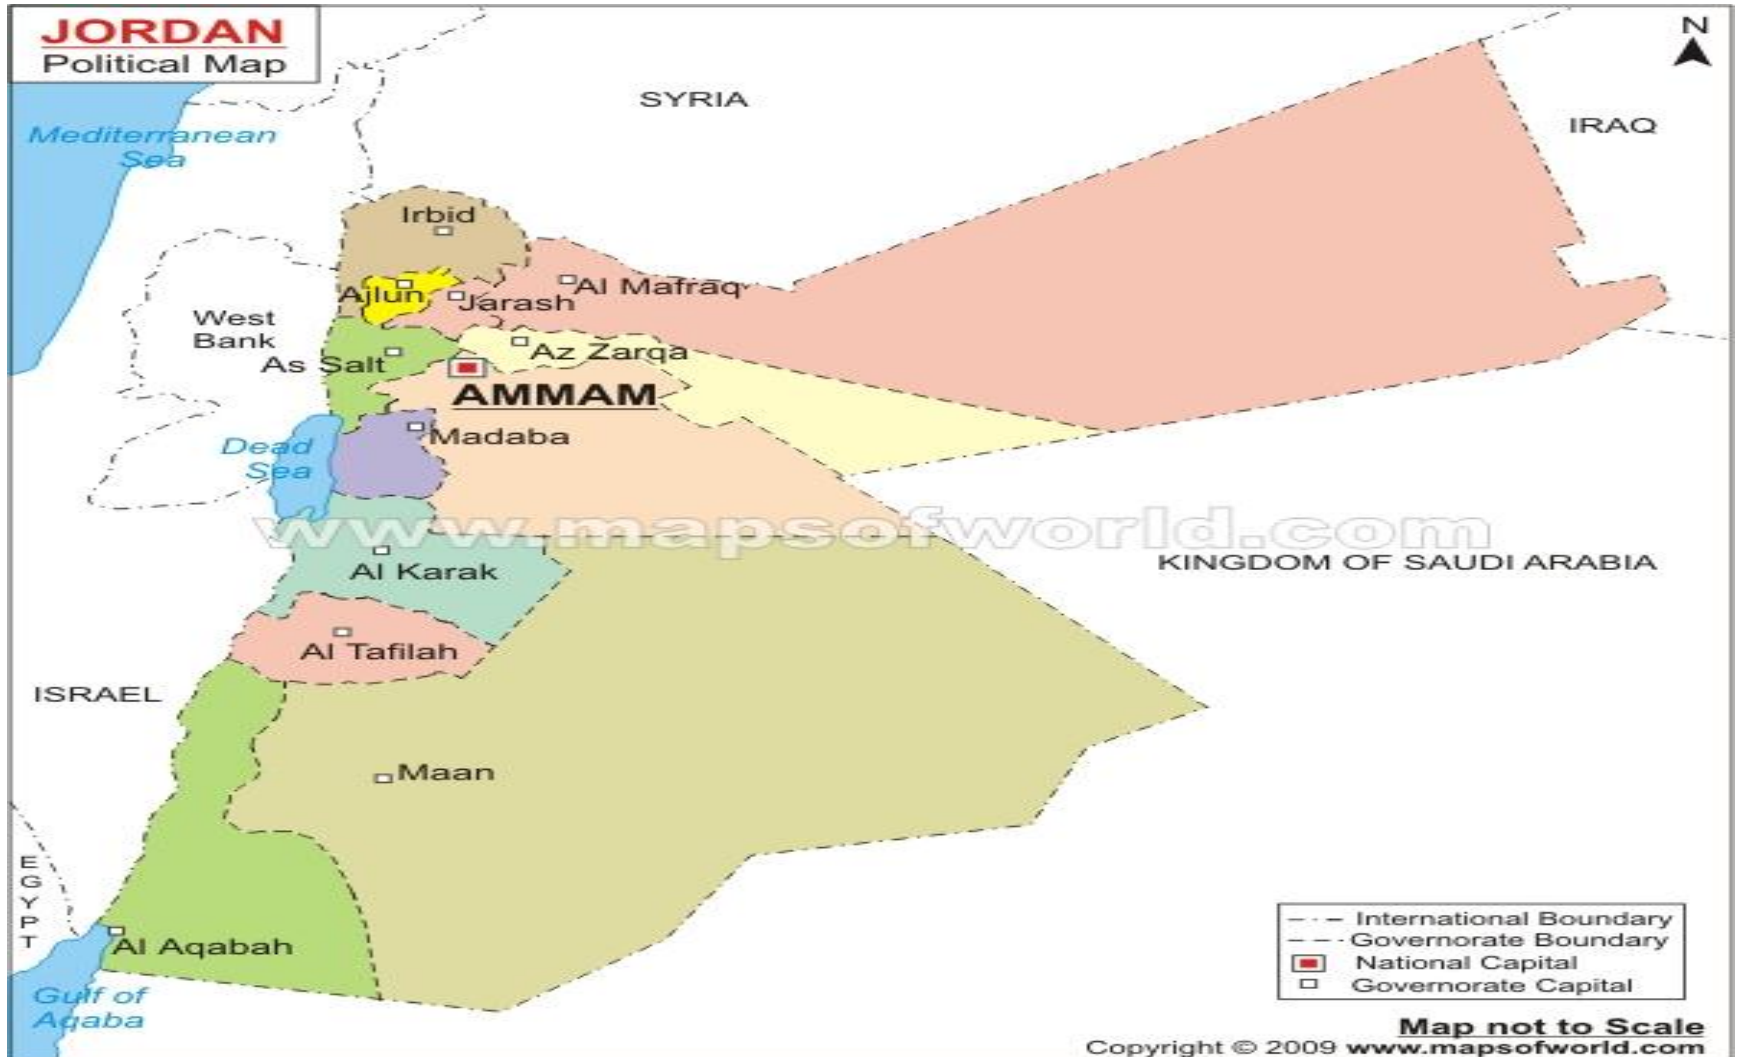 JORDAN
Political Map
N
SYRIA
IRAQ
Mediterranean
Sea
Irbid
Ajlun
Jarash
Al Mafraq
West
Bank
As Salt
Az Zarqa
AMMAM
Madaba
Dead
Sea
www.mapsofworld.com
KINGDOM OF SAUDI ARABIA
Al Karak
Al Tafilah
ISRAEL
Maan
EGYPT
Al Aqabah
Gulf of
Aqaba
International Boundary
Governorate Boundary
National Capital
Governorate Capital
Map not to Scale
Copyright © 2009 www.mapsofworld.com